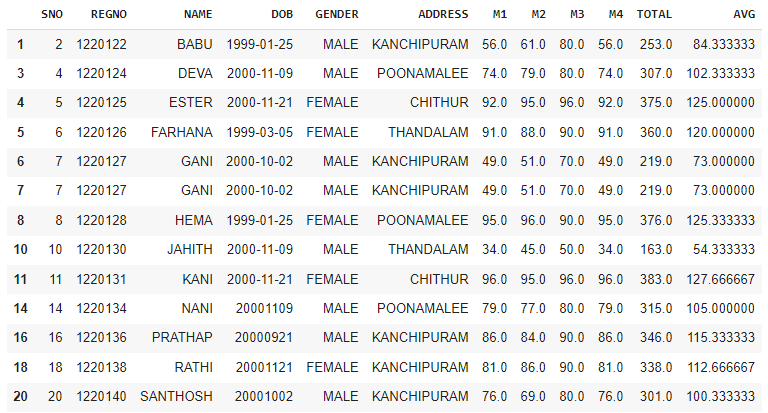 SNO REGNO NAME DOB GENDER ADDRESS M1 M2 M3 M4 TOTAL AVG
1 2 1220122 BABU 1999-01-25 MALE KANCHIPURAM 56.0 61.0 80.0 56.0 253.0 84.333333
3 4 1220124 DEVA 2000-11-09 MALE POONAMALEE 74.0 79.0 80.0 74.0 307.0 102.333333
4 5 1220125 ESTER 2000-11-21 FEMALE CHITHUR 92.0 95.0 96.0 92.0 375.0 125.000000
5 6 1220126 FARHANA 1999-03-05 FEMALE THANDALAM 91.0 88.0 90.0 91.0 360.0 120.000000
6 7 1220127 GANI 2000-10-02 MALE KANCHIPURAM 49.0 51.0 70.0 49.0 219.0 73.000000
7 7 1220127 GANI 2000-10-02 MALE KANCHIPURAM 49.0 51.0 70.0 49.0 219.0 73.000000
8 8 1220128 HEMA 1999-01-25 FEMALE POONAMALEE 95.0 96.0 90.0 95.0 376.0 125.333333
10 10 1220130 JAHITH 2000-11-09 MALE THANDALAM 34.0 45.0 50.0 34.0 163.0 54.333333
11 11 1220131 KANI 2000-11-21 FEMALE CHITHUR 96.0 95.0 96.0 96.0 383.0 127.666667
14 14 1220134 NANI 20001109 MALE POONAMALEE 79.0 77.0 80.0 79.0 315.0 105.000000
16 16 1220136 PRATHAP 20000921 MALE KANCHIPURAM 86.0 84.0 90.0 86.0 346.0 115.333333
18 18 1220138 RATHI 20001121 FEMALE KANCHIPURAM 81.0 86.0 90.0 81.0 338.0 112.666667
20 20 1220140 SANTHOSH 20001002 MALE KANCHIPURAM 76.0 69.0 80.0 76.0 301.0 100.333333